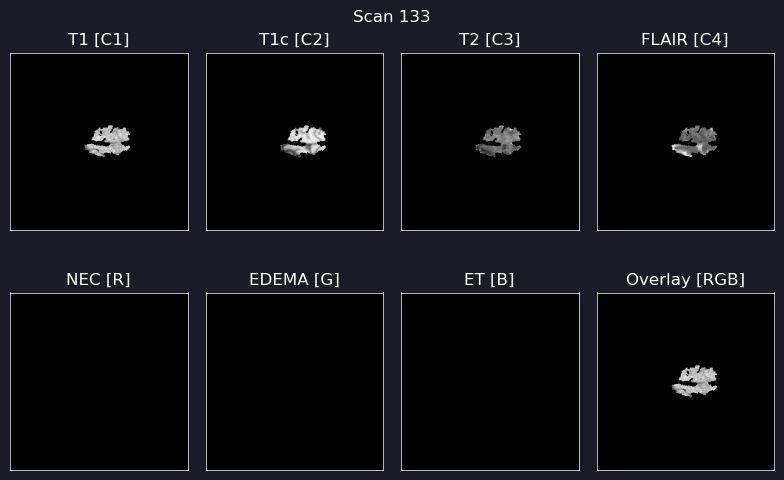 Scan 133
T1 [C1]
T1c [C2]
T2 [C3]
FLAIR [C4]
NEC [R]
EDEMA [G]
ET [B]
Overlay [RGB]